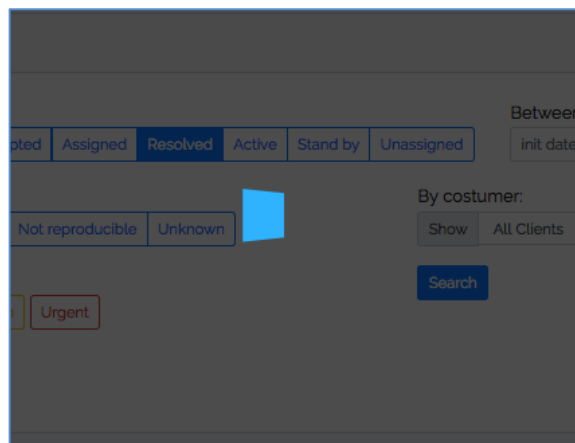 Between
pted Assigned Resolved Active Stand by Unassigned init date
By costumer:
Not reproducible Unknown Show All Clients
Search
Urgent